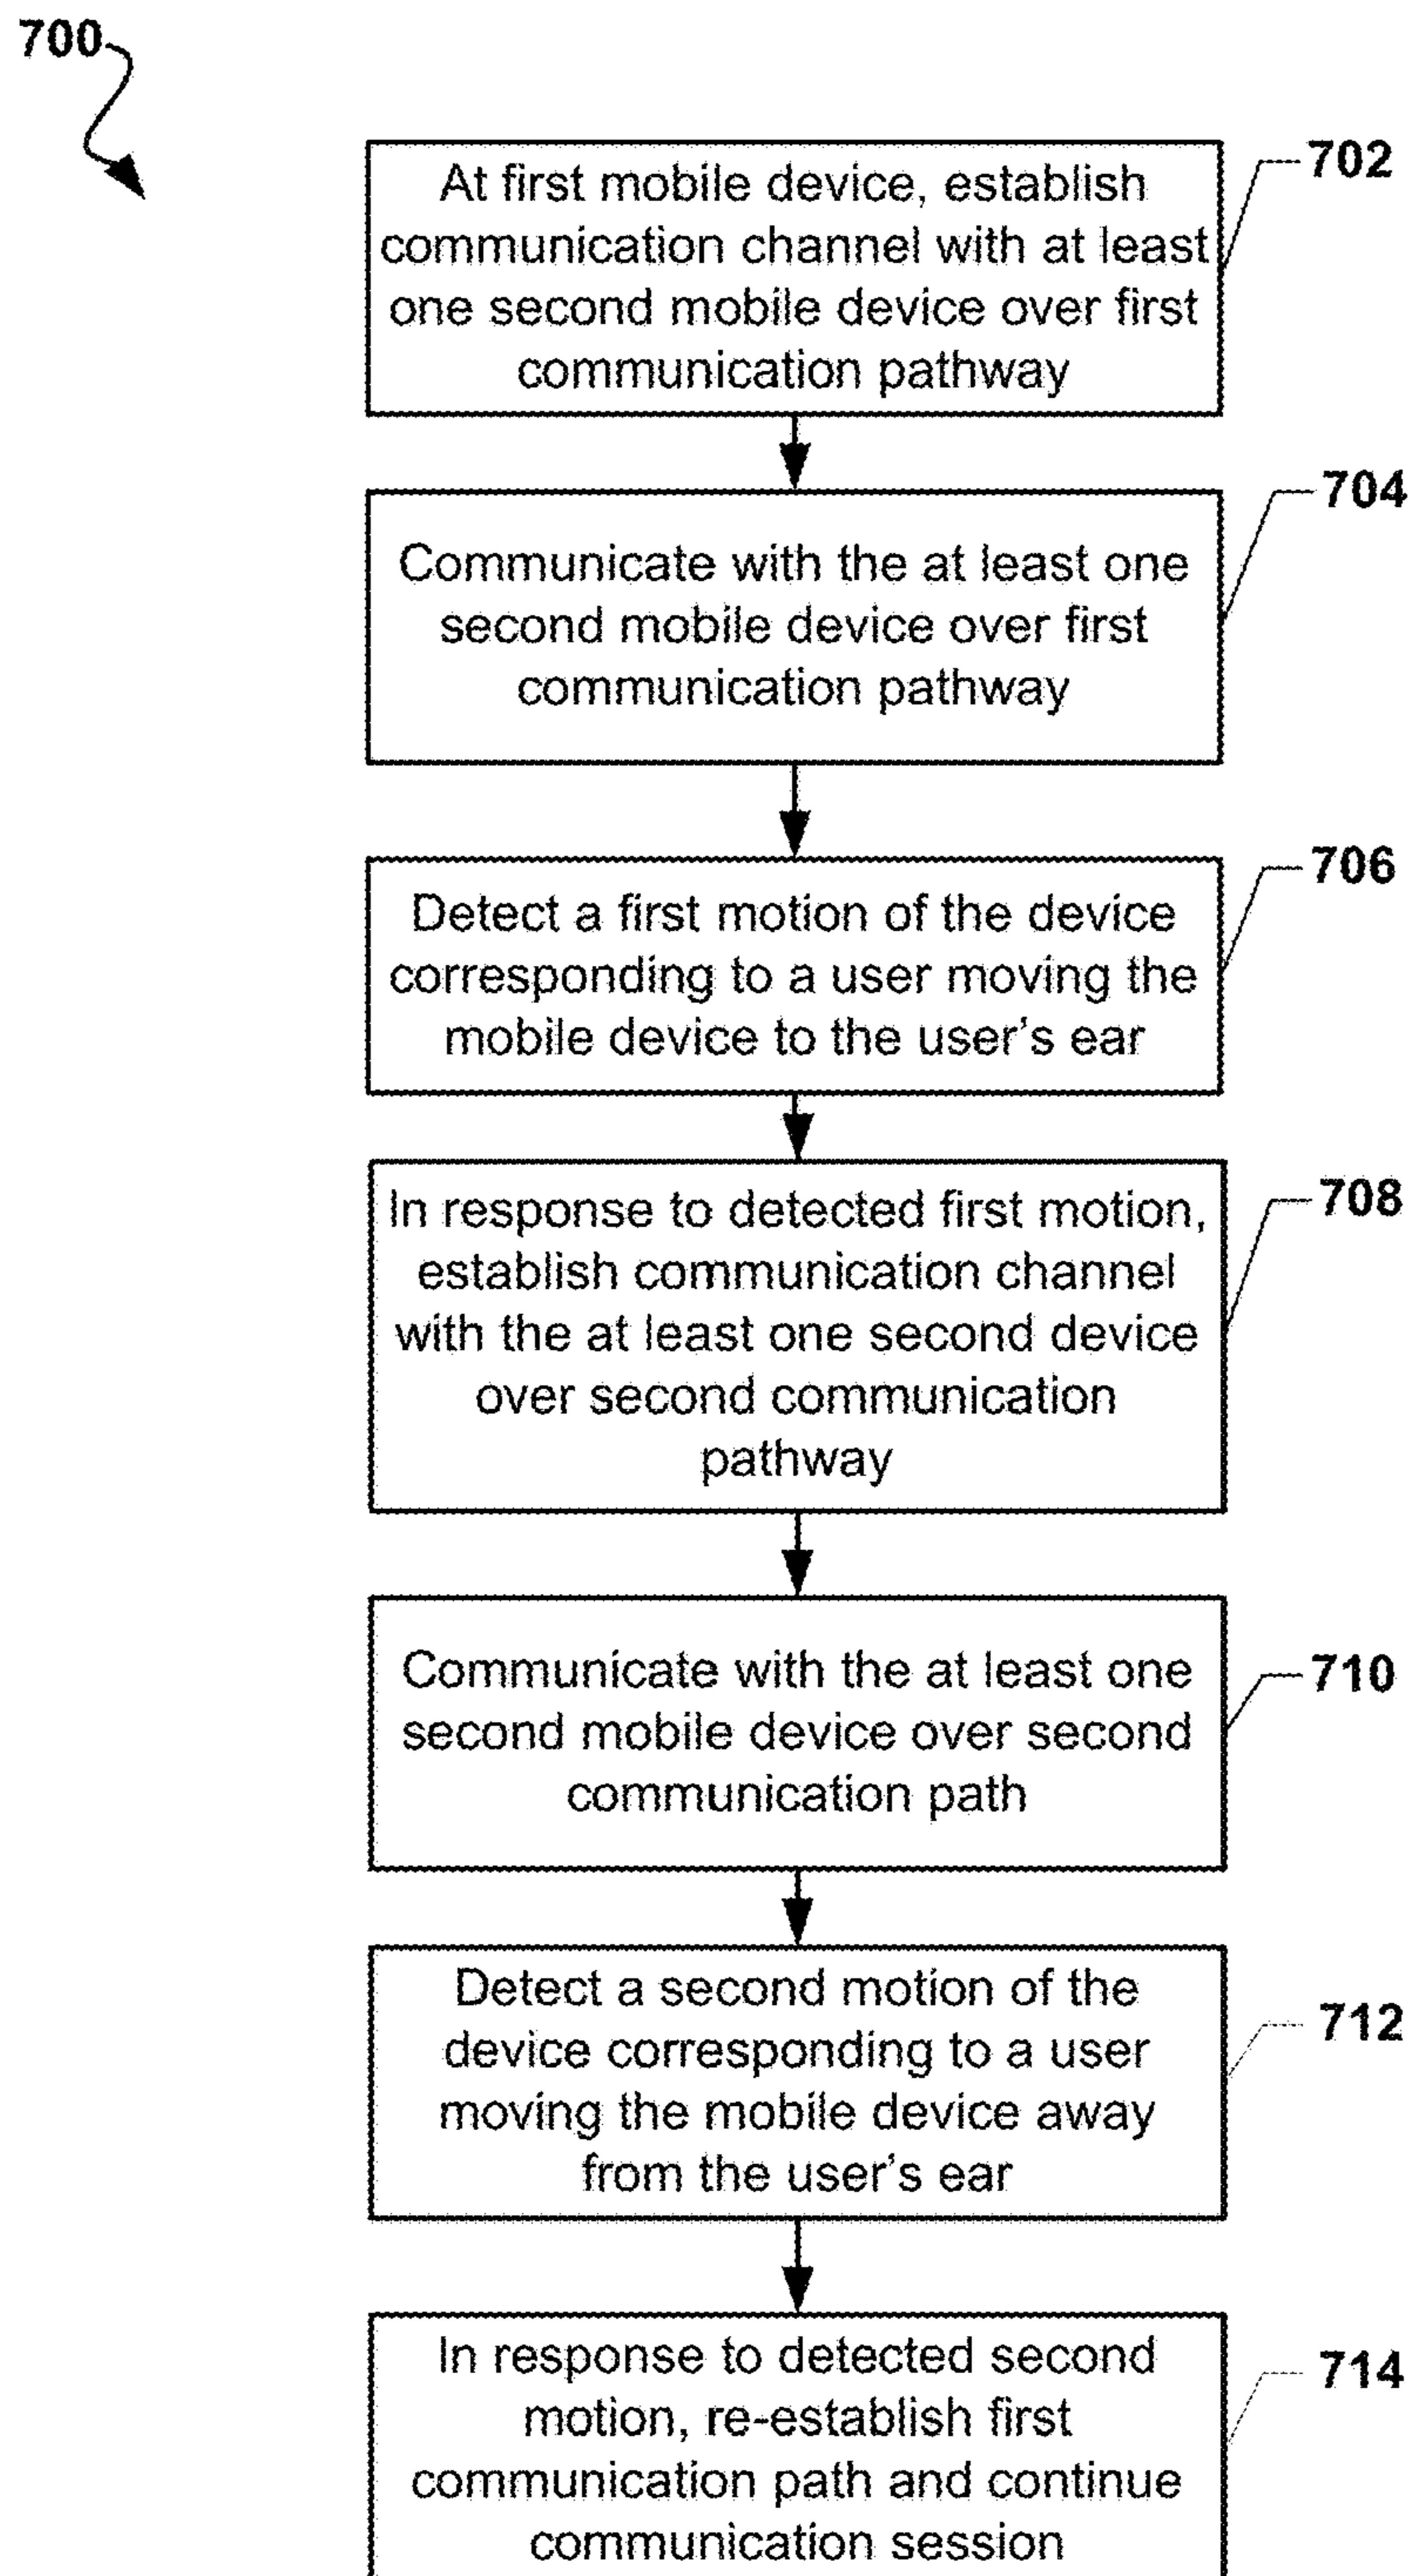 700
702
At first mobile device, establish
communication channel with at least
one second mobile device over first
communication pathway
704
Communicate with the at least one
second mobile device over first
communication pathway
706
Detect a first motion of the device
corresponding to a user moving the
mobile device to the user's ear
708
In response to detected first motion,
establish communication channel
with the at least one second device
over second communication
pathway
710
Communicate with the at least one
second mobile device over second
communication path
712
Detect a second motion of the
device corresponding to a user
moving the mobile device away
from the user's ear
714
In response to detected second
motion, re-establish first
communication path and continue
communication session